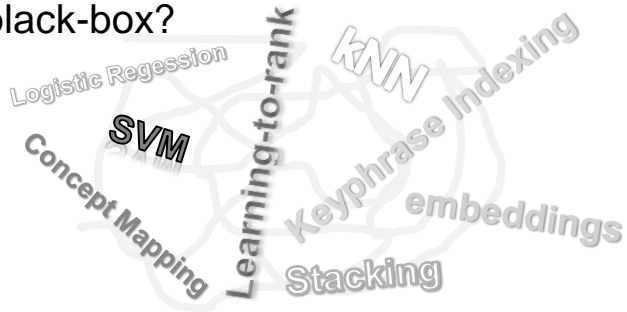 black-box?
Logistic Regession
kNN
SVM
Learning-to-rank
Keyphrase Indexing
Concept Mapping
embeddings
Stacking